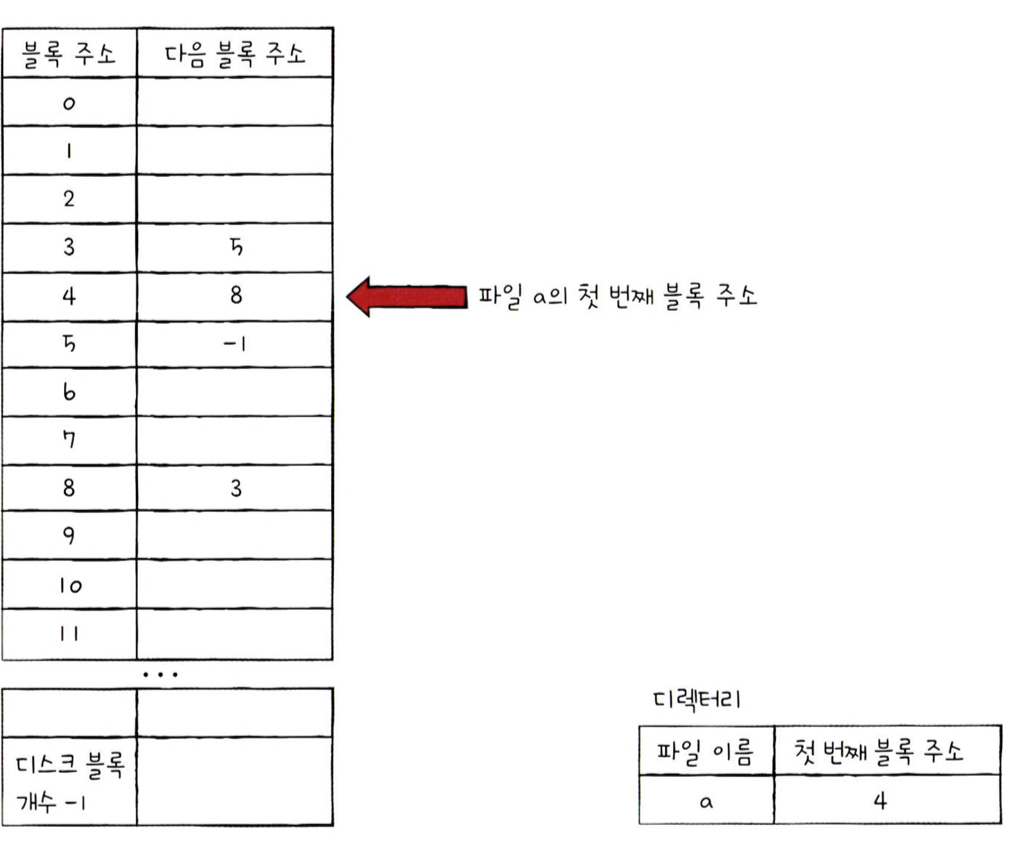 블록 주소 다음 블록 주소
0
1
2
3 5
4 8
파일 a의 첫 번째 블록 주소
5 -1
6
7
8 3
9
10
11
...
디스크 블록
개수 -1
디렉터리
파일 이름 첫 번째 블록 주소
a 4